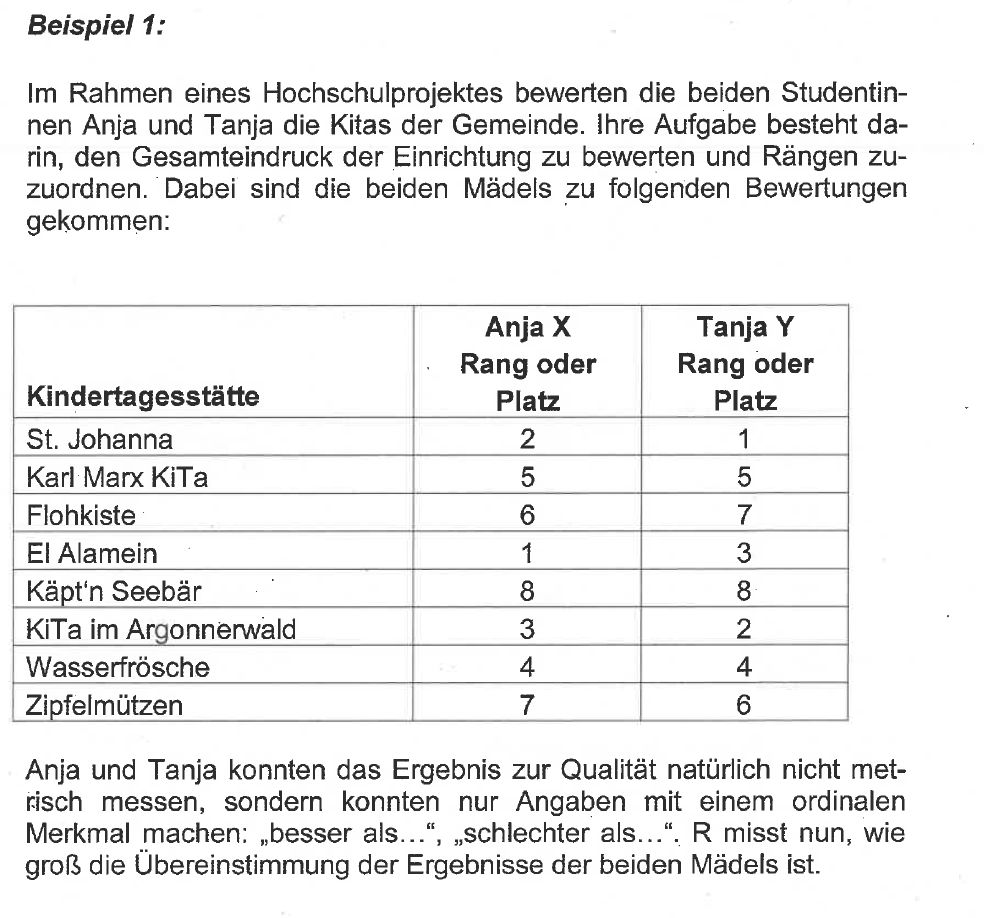 Beispiel 1:
Im Rahmen eines Hochschulprojektes bewerten die beiden Studentin-
nen Anja und Tanja die Kitas der Gemeinde. Ihre Aufgabe besteht da-
rin, den Gesamteindruck der Einrichtung zu bewerten und Rängen zu-
zuordnen. Dabei sind die beiden Mädels zu folgenden Bewertungen
gekommen:
Kindertagesstätte Anja X Rang oder Platz Tanja Y Rang oder Platz
St. Johanna 2 1
Karl Marx KiTa 5 5
Flohkiste 6 7
El Alamein 1 3
Käpt'n Seebär 8 8
KiTa im Argonnerwald 3 2
Wasserfrösche 4 4
Zipfelmützen 7 6
Anja und Tanja konnten das Ergebnis zur Qualität natürlich nicht met-
risch messen, sondern konnten nur Angaben mit einem ordinalen
Merkmal machen: „besser als...“, „schlechter als...“. R misst nun, wie
groß die Übereinstimmung der Ergebnisse der beiden Mädels ist.